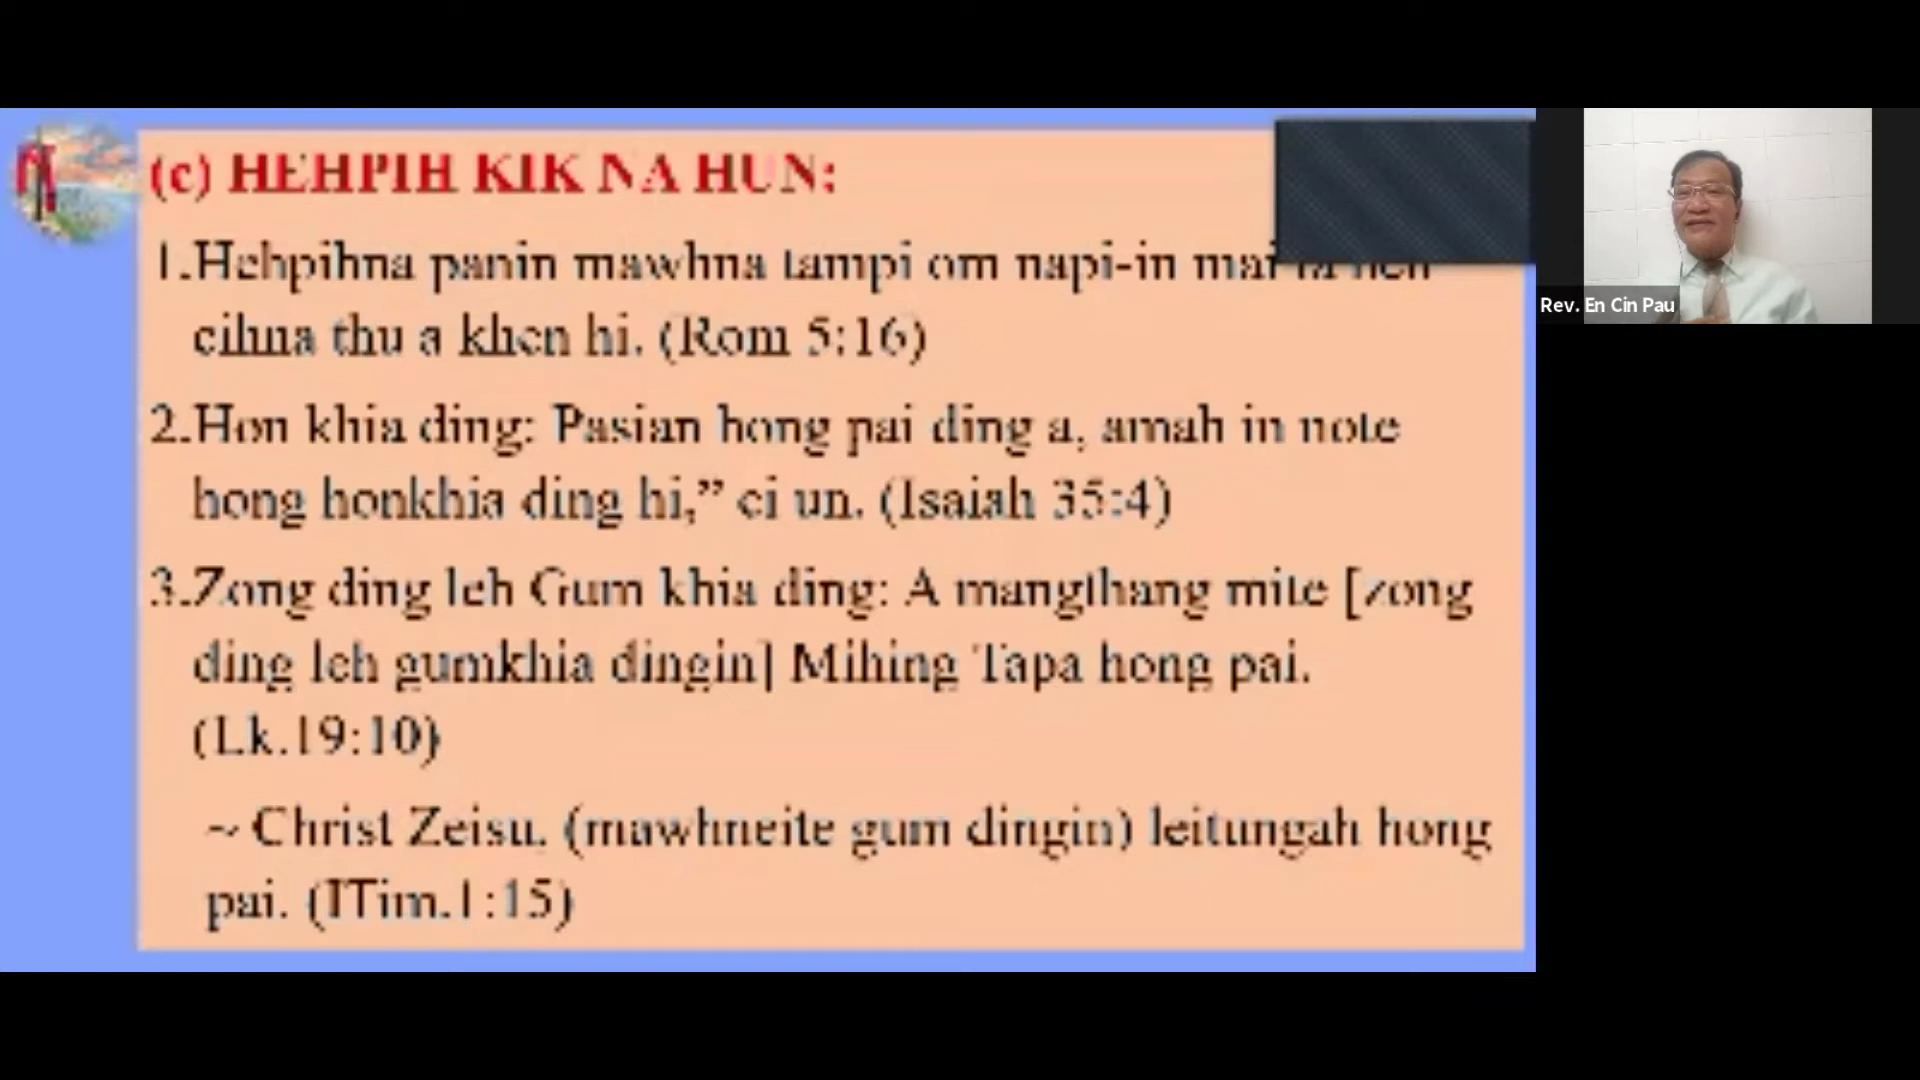 (c) HEHPIH KIK NA HUN:
1.Hehpihna panin mawhna tampi om napi-in
cihna thu a khen hi. (Rom 5:16)
2.Hon khia ding: Pasian hong pai ding a, amah in note
hong honkhia ding hi,” ci un. (Isaiah 35:4)
3.Zong ding leh Gum khia ding: A mangthang mite [zong
ding leh gumkhia dingin] Mihing Tapa hong pai.
(Lk.19:10)
~ Christ Zeisu, (mawhneite gum dingin) leitungah hong
pai. (ITim.1:15)
Rev. En Cin Pau